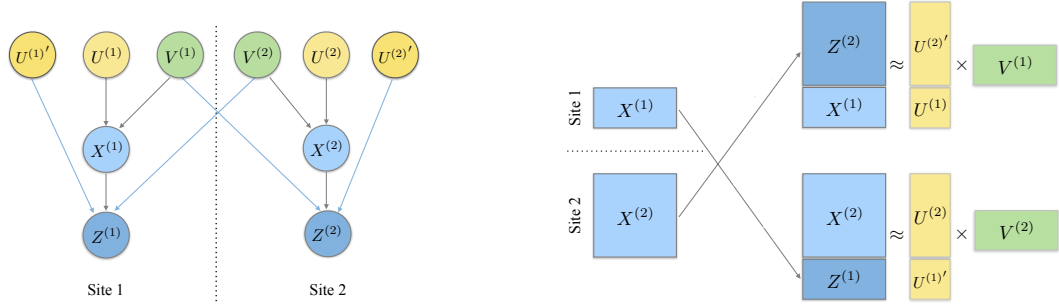 U^{(1)′} U^{(1)} V^{(1)} V^{(2)} U^{(2)} U^{(2)′}
X^{(1)} X^{(2)}
Z^{(1)} Z^{(2)}
Site 1 Site 2
Site 1
Site 2
X^{(1)}
X^{(2)}
Z^{(2)} ≈ U^{(2)′} × V^{(1)}
X^{(1)} U^{(1)}
X^{(2)} ≈ U^{(2)} × V^{(2)}
Z^{(1)} U^{(1)′}